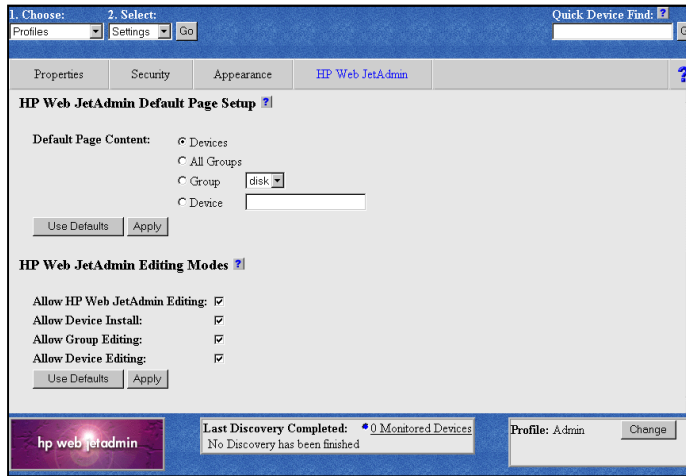 1. Choose: 2. Select: Quick Device Find: ?
Profiles Settings Go
Properties Security Appearance HP Web JetAdmin ?
HP Web JetAdmin Default Page Setup ?
Default Page Content: Devices
All Groups
Group disk
Device
Use Defaults Apply
HP Web JetAdmin Editing Modes ?
Allow HP Web JetAdmin Editing:
Allow Device Install:
Allow Group Editing:
Allow Device Editing:
Use Defaults Apply
hp web jetadmin
Last Discovery Completed: 0 Monitored Devices
No Discovery has been finished
Profile: Admin Change